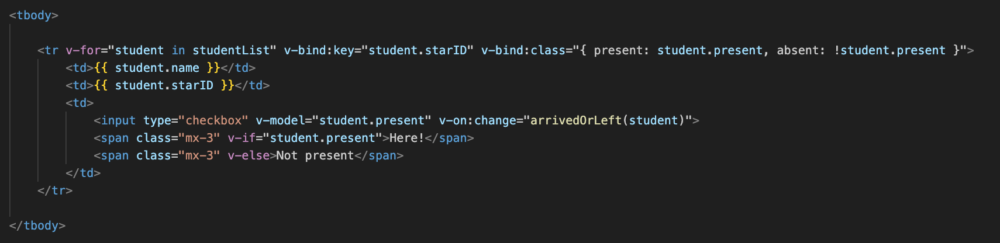 <tbody>
<tr v-for="student in studentList" v-bind:key="student.starID" v-bind:class="{ present: student.present, absent: !student.present }">
<td>{{ student.name }}</td>
<td>{{ student.starID }}</td>
<td>
<input type="checkbox" v-model="student.present" v-on:change="arrivedOrLeft(student)">
<span class="mx-3" v-if="student.present">Here!</span>
<span class="mx-3" v-else>Not present</span>
</td>
</tr>
</tbody>